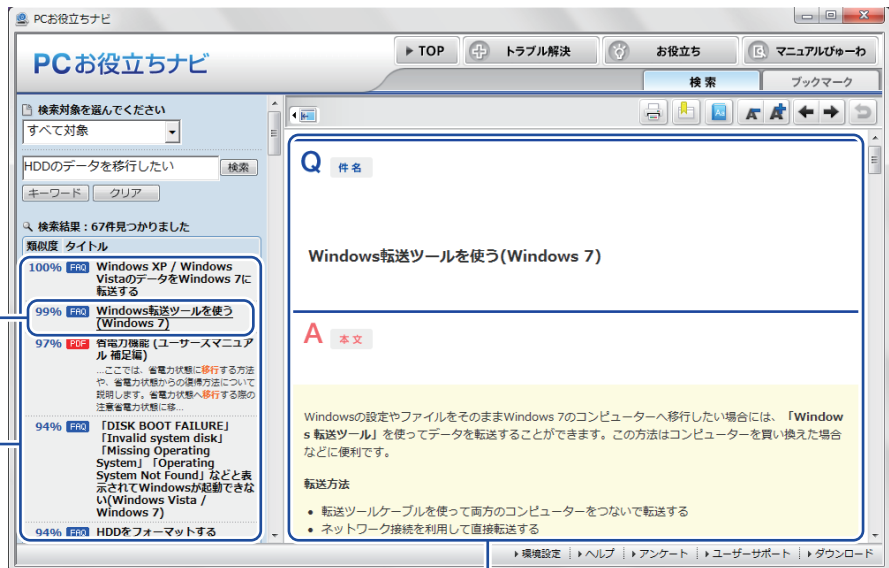 PCお役立ちナビ
PCお役立ちナビ
TOP
トラブル解決
お役立ち
マニュアルびゅーわ
検索
ブックマーク
検索対象を選んでください
すべて対象
HDDのデータを移行したい
検索
キーワード
クリア
検索結果：67件見つかりました
類似度 タイトル
100% FAQ Windows XP / Windows
VistaのデータをWindows 7に
転送する
99% FAQ Windows転送ツールを使う
(Windows 7)
97% PDF 省電力機能 (ユーザーズマニュア
ル 補足編)
...ここでは、省電力状態に移行する方法
や、省電力状態からの復帰方法について
説明します。省電力状態へ移行する際の
注意省電力状態に移...
94% FAQ 「DISK BOOT FAILURE」
「Invalid system disk」
「Missing Operating
System」「Operating
System Not Found」などと表
示されてWindowsが起動できな
い(Windows Vista /
Windows 7)
94% FAQ HDDをフォーマットする
Q 件名
Windows転送ツールを使う(Windows 7)
A 本文
Windowsの設定やファイルをそのままWindows 7のコンピューターへ移行したい場合には、「Window
s 転送ツール」を使ってデータを転送することができます。この方法はコンピューターを買い換えた場合
などに便利です。
転送方法
• 転送ツールケーブルを使って両方のコンピューターをつないで転送する
• ネットワーク接続を利用して直接転送する
環境設定 ヘルプ アンケート ユーザーサポート ダウンロード